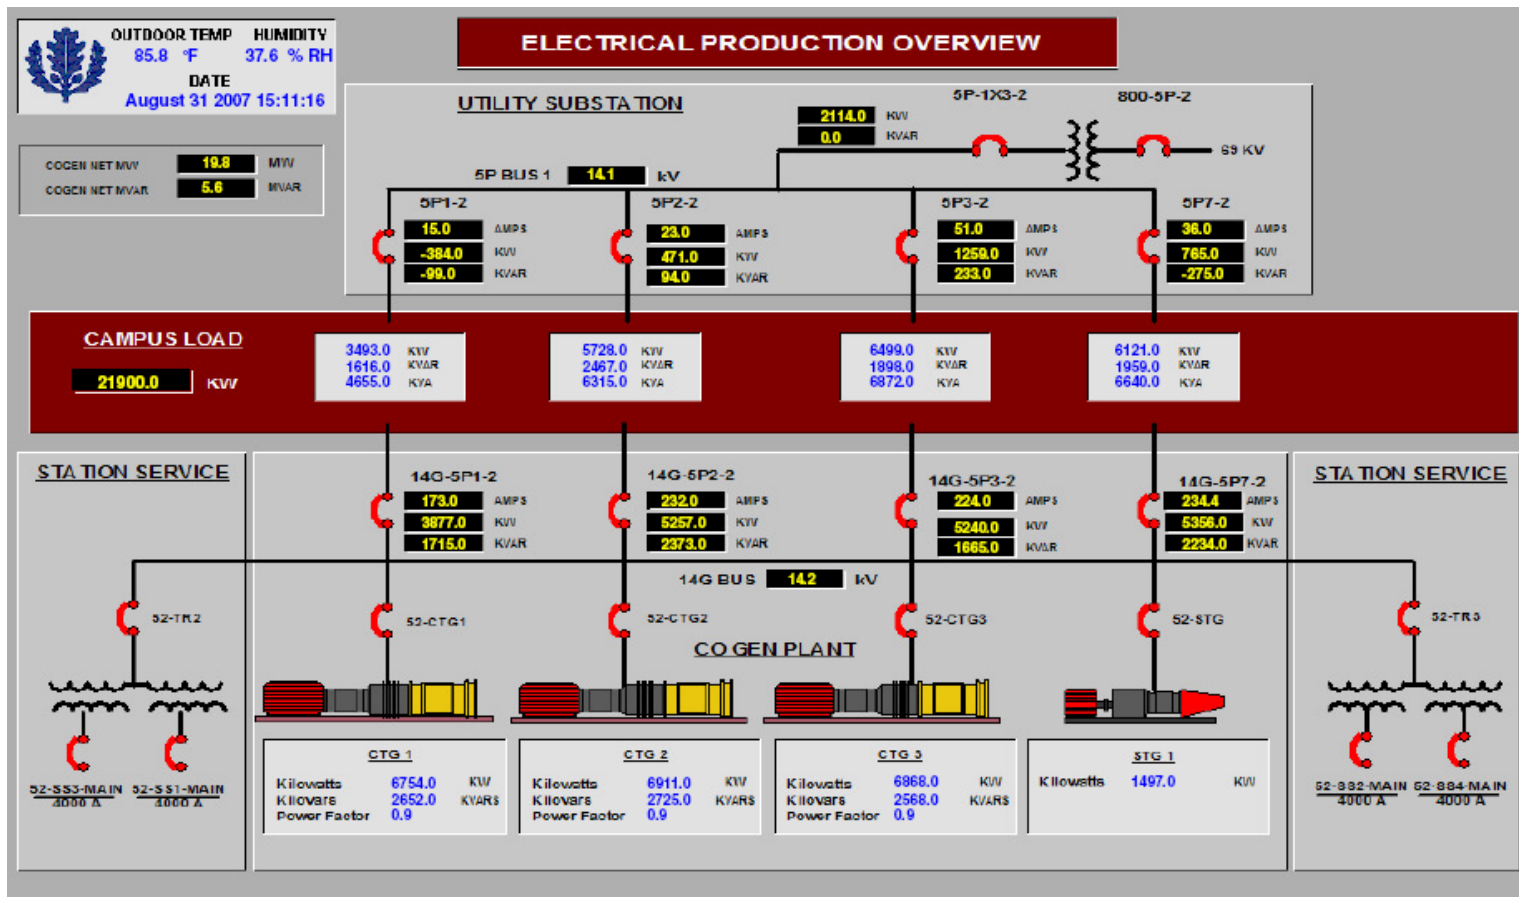 OUTDOOR TEMP HUMIDITY
85.8 °F 37.6 % RH
DATE
August 31 2007 15:11:16
ELECTRICAL PRODUCTION OVERVIEW
COGEN NET MW 19.8 MW
COGEN NET MVAR 5.6 MVAR
UTILITY SUBSTATION
5P-1X3-2 800-5P-2
2114.0 KW
0.0 KVAR
69 KV
5P BUS 1 14.1 kV
5P1-2 5P2-2 5P3-2 5P7-2
15.0 AMPS 23.0 AMPS 51.0 AMPS 36.0 AMPS
-384.0 KW 471.0 KW 1259.0 KW 765.0 KW
-99.0 KVAR 94.0 KVAR 233.0 KVAR -275.0 KVAR
CAMPUS LOAD
21900.0 KW
3493.0 KW 5728.0 KW 6499.0 KW 6121.0 KW
1616.0 KVAR 2467.0 KVAR 1898.0 KVAR 1959.0 KVAR
4655.0 KVA 6315.0 KVA 6872.0 KVA 6640.0 KVA
STATION SERVICE
14G-5P1-2 14G-5P2-2 14G-5P3-2 14G-5P7-2
173.0 AMPS 232.0 AMPS 224.0 AMPS 234.4 AMPS
3877.0 KW 5257.0 KW 5240.0 KW 5356.0 KW
1715.0 KVAR 2373.0 KVAR 1665.0 KVAR 2234.0 KVAR
STATION SERVICE
14G BUS 14.2 kV
52-TR2 52-CTG1 52-CTG2 52-CTG3 52-STG 52-TR3
COGEN PLANT
52-SS3-MAIN 52-SS1-MAIN
4000 A 4000 A
CTG 1
Kilowatts 6754.0 KW
Kilovars 2652.0 KVARS
Power Factor 0.9
CTG 2
Kilowatts 6911.0 KW
Kilovars 2725.0 KVARS
Power Factor 0.9
CTG 3
Kilowatts 6868.0 KW
Kilovars 2568.0 KVARS
Power Factor 0.9
STG 1
Kilowatts 1497.0 KW
52-SS2-MAIN 52-SS4-MAIN
4000 A 4000 A